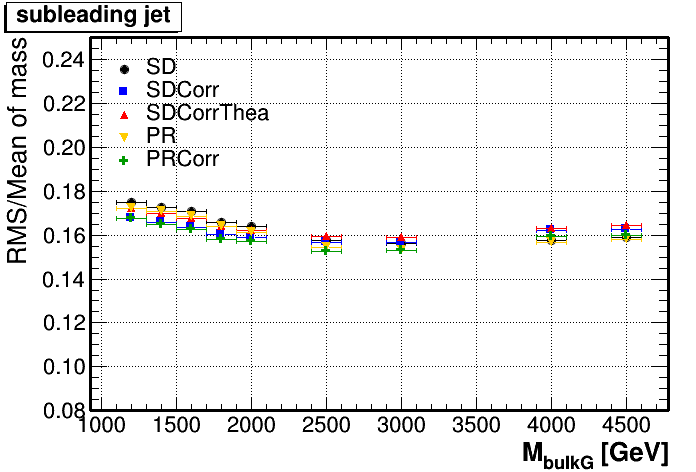 subleading jet
RMS/Mean of mass
0.24
0.22
0.20
0.18
0.16
0.14
0.12
0.10
0.08
SD
SDCorr
SDCorrThea
PR
PRCorr
1000 1500 2000 2500 3000 3500 4000 4500
M_bulkG [GeV]